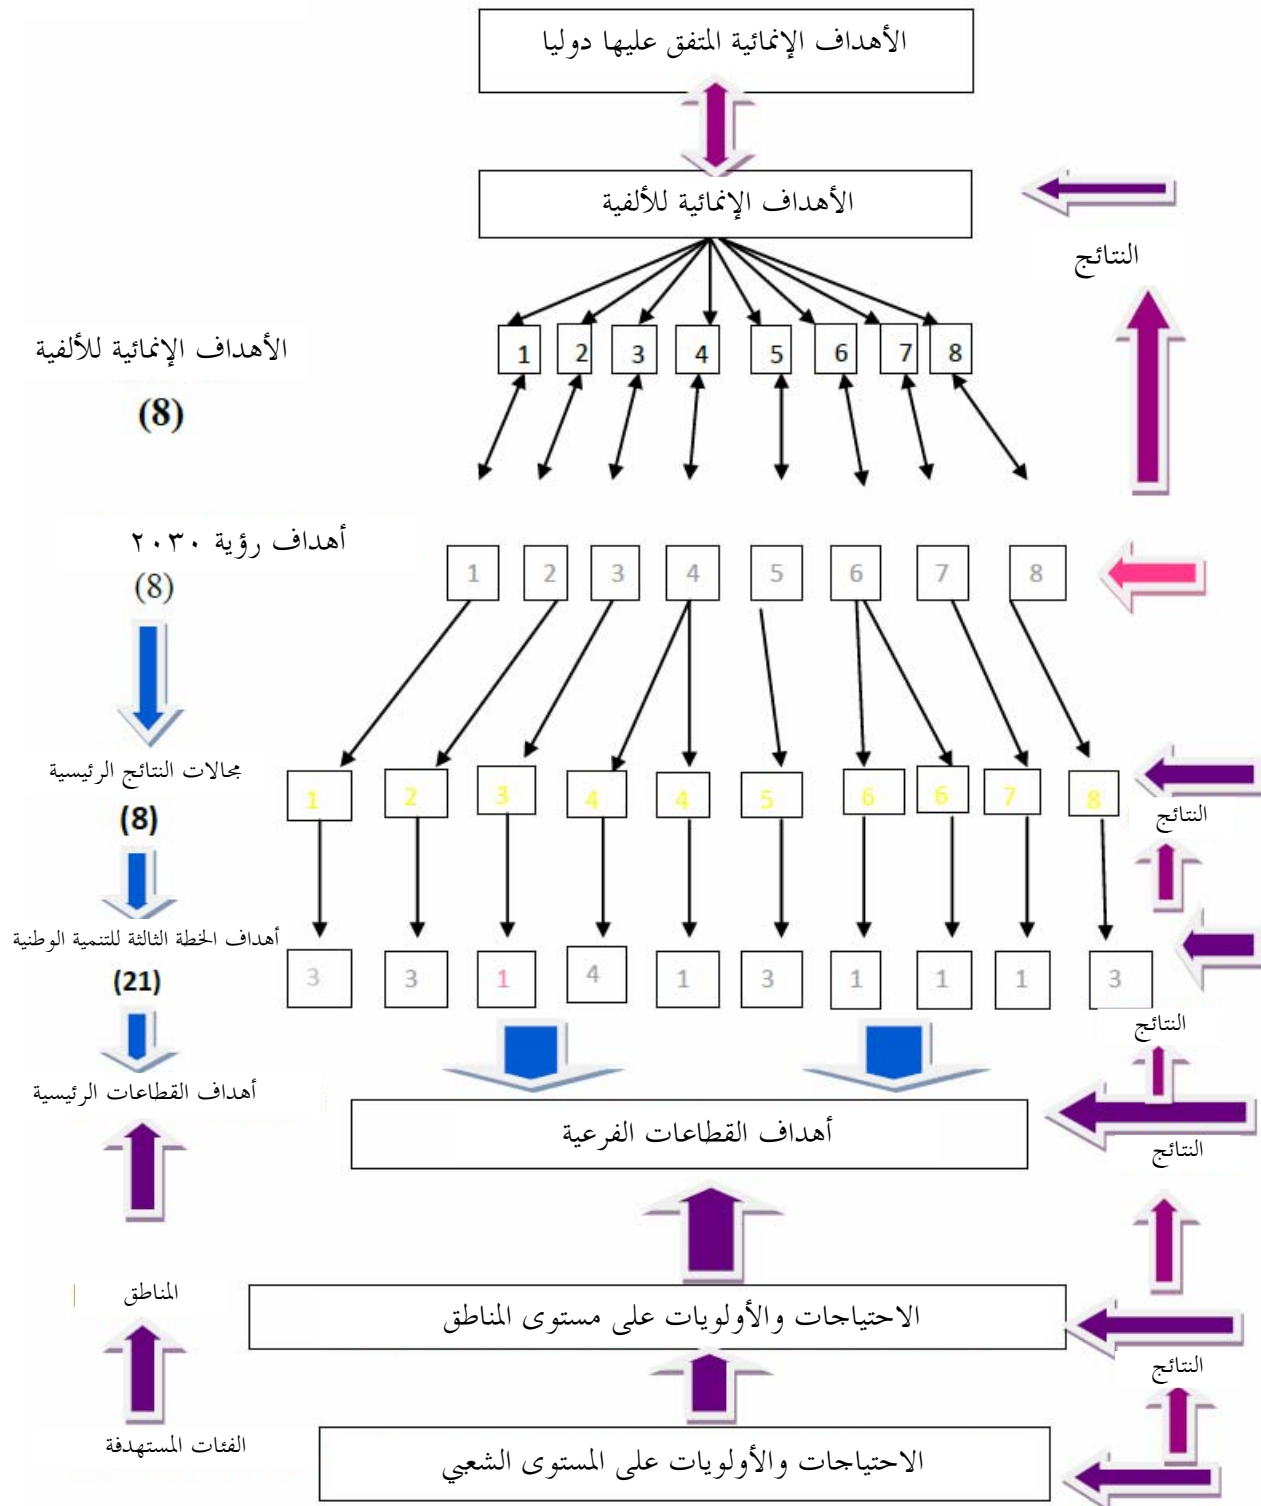 الأهداف الإنمائية المتفق عليها دوليا
الأهداف الإنمائية للألفية
النتائج
الأهداف الإنمائية للألفية
(8)
1 2 3 4 5 6 7 8
أهداف رؤية ٢٠٣٠
(8)
1 2 3 4 5 6 7 8
مجالات النتائج الرئيسية
(8)
1 2 3 4 4 5 6 6 7 8
النتائج
أهداف الخطة الثالثة للتنمية الوطنية
(21)
3 3 1 4 1 3 1 1 1 3
النتائج
أهداف القطاعات الرئيسية
أهداف القطاعات الفرعية
النتائج
المناطق
الاحتياجات والأولويات على مستوى المناطق
النتائج
الفئات المستهدفة
الاحتياجات والأولويات على المستوى الشعبي